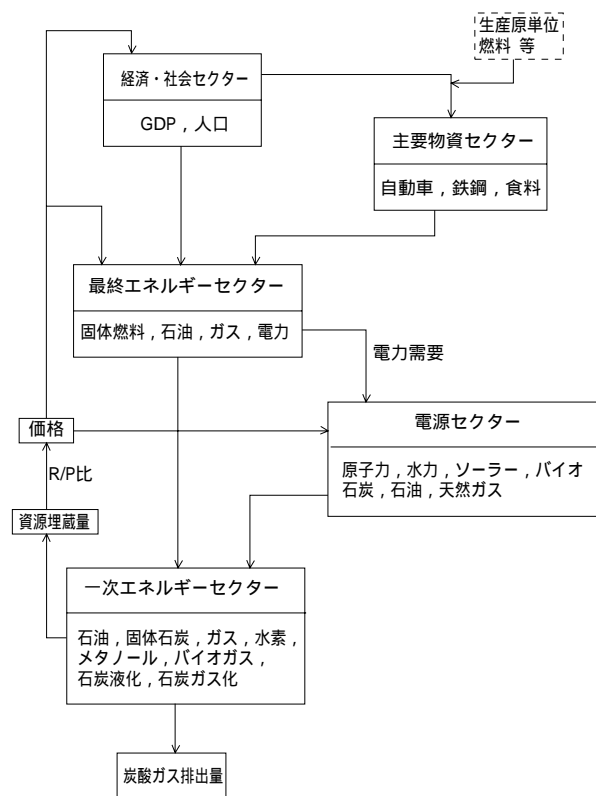 生産原単位
燃料 等
経済・社会セクター
GDP，人口
主要物資セクター
自動車，鉄鋼，食料
最終エネルギーセクター
固体燃料，石油，ガス，電力
電力需要
価格
電源セクター
原子力，水力，ソーラー，バイオ
石炭，石油，天然ガス
R/P比
資源埋蔵量
一次エネルギーセクター
石油，固体石炭，ガス，水素，
メタノール，バイオガス，
石炭液化，石炭ガス化
炭酸ガス排出量